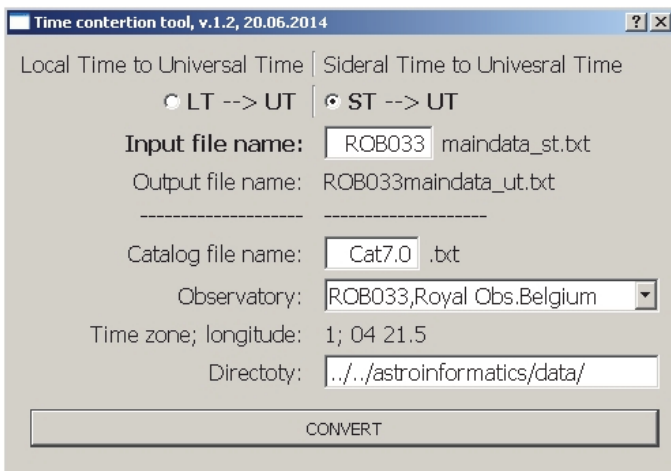 Time contertion tool, v.1.2, 20.06.2014
Local Time to Universal Time Sideral Time to Univesral Time
LT --> UT ST --> UT
Input file name: ROB033 maindata_st.txt
Output file name: ROB033maindata_ut.txt
-------------------- --------------------
Catalog file name: Cat7.0 .txt
Observatory: ROB033,Royal Obs.Belgium
Time zone; longitude: 1; 04 21.5
Directoty: ../../astroinformatics/data/
CONVERT